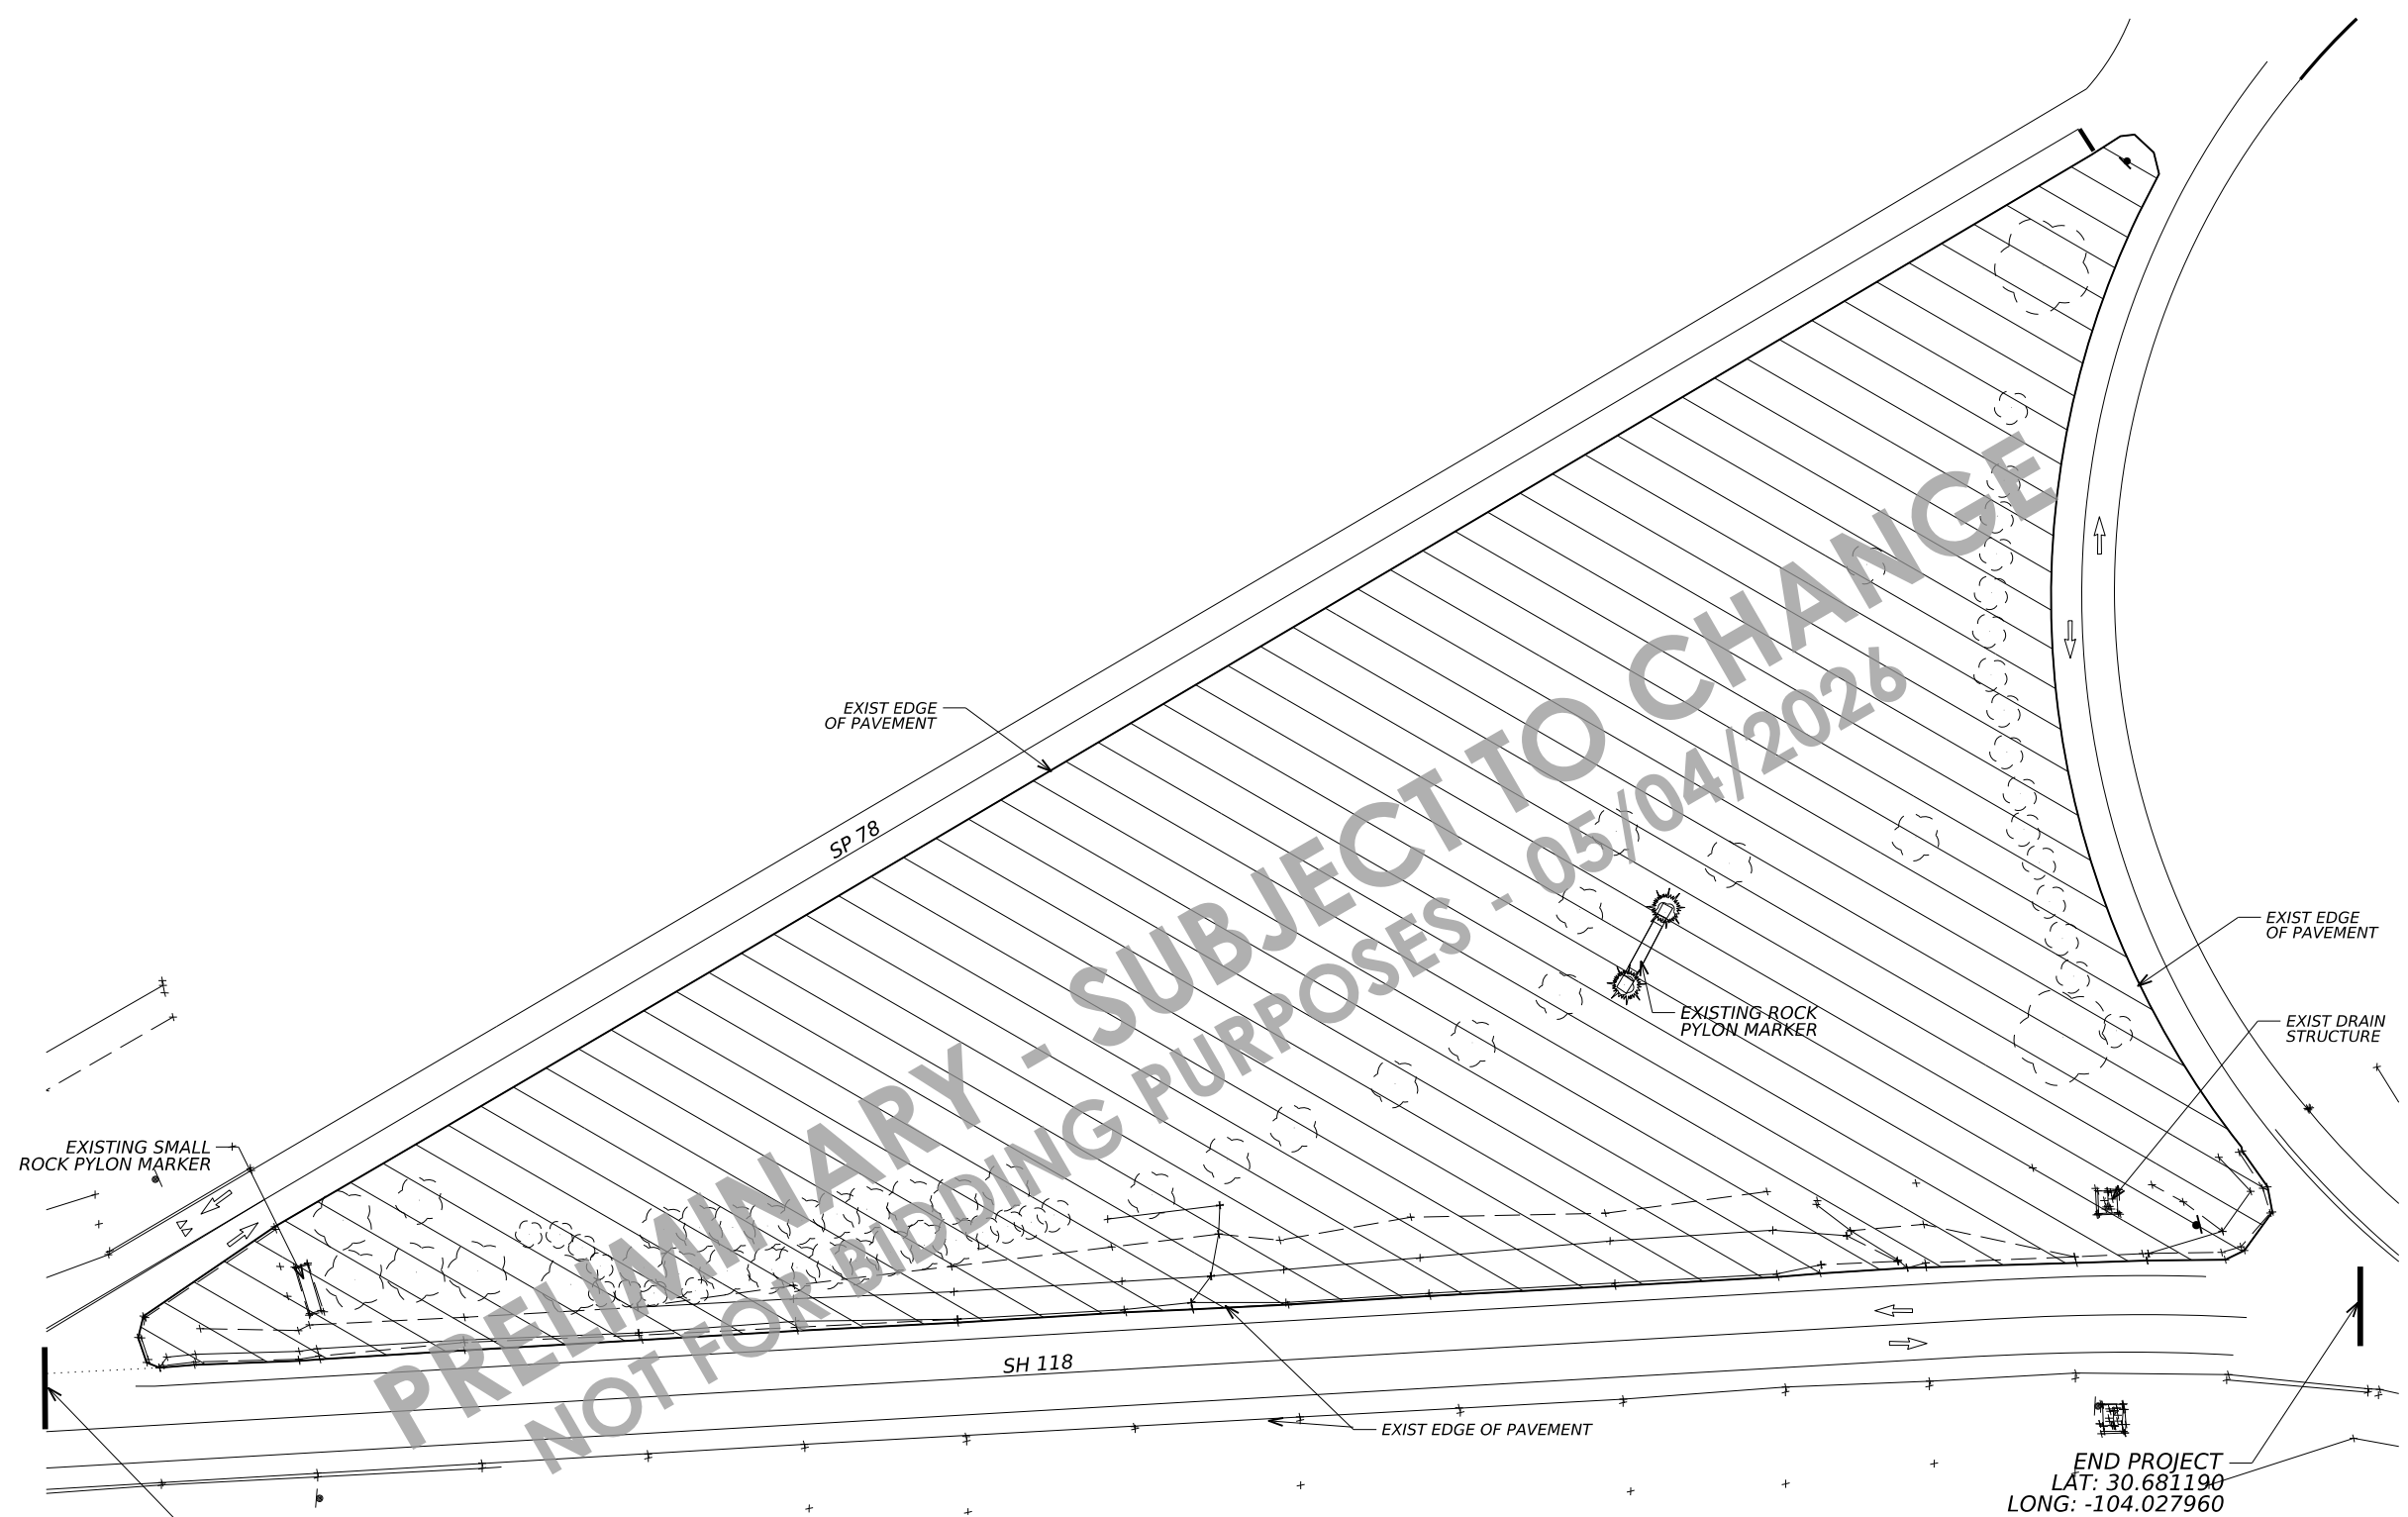 EXIST EDGE
OF PAVEMENT
SP 78
PRELIMINARY - SUBJECT TO CHANGE
NOT FOR BIDDING PURPOSES - 05/04/2026
EXIST EDGE
OF PAVEMENT
EXISTING ROCK
PYLON MARKER
EXIST DRAIN
STRUCTURE
EXISTING SMALL
ROCK PYLON MARKER
SH 118
EXIST EDGE OF PAVEMENT
END PROJECT
LAT: 30.681190
LONG: -104.027960